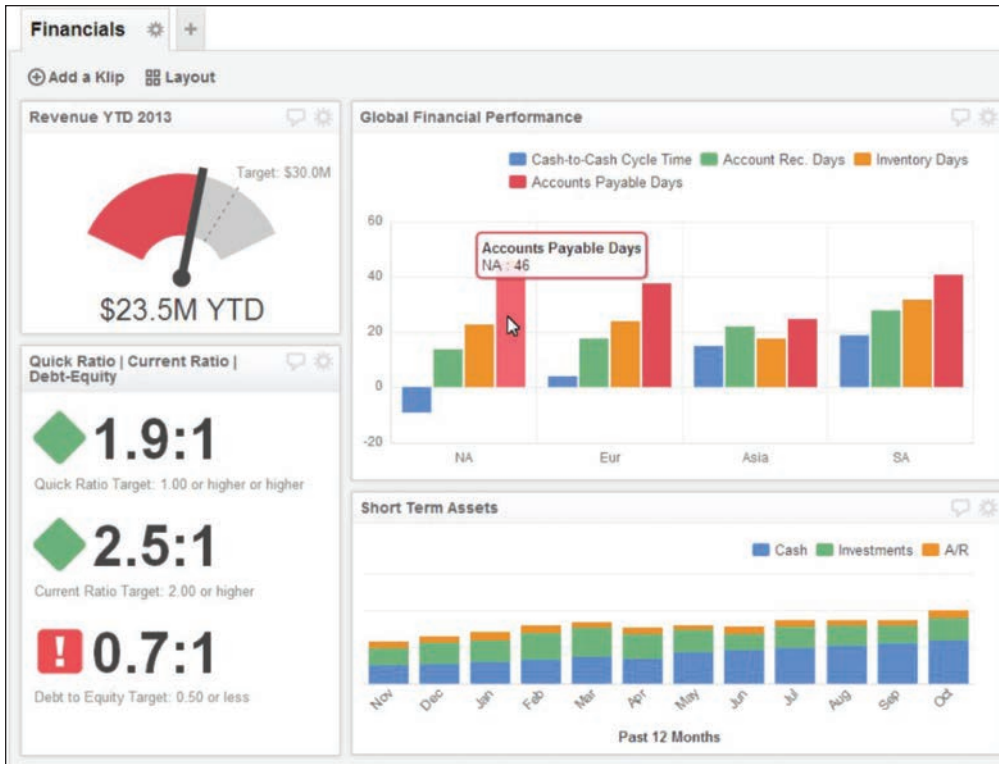 Financials
+
Add a Klip Layout
Revenue YTD 2013
Target: $30.0M
$23.5M YTD
Quick Ratio | Current Ratio |
Debt-Equity
1.9:1
Quick Ratio Target: 1.00 or higher or higher
2.5:1
Current Ratio Target: 2.00 or higher
!
0.7:1
Debt to Equity Target: 0.50 or less
Global Financial Performance
Cash-to-Cash Cycle Time Account Rec. Days Inventory Days
Accounts Payable Days
60
Accounts Payable Days
NA : 46
40
20
0
-20
NA Eur Asia SA
Short Term Assets
Cash Investments A/R
Nov Dec Jan Feb Mar Apr May Jun Jul Aug Sep Oct
Past 12 Months